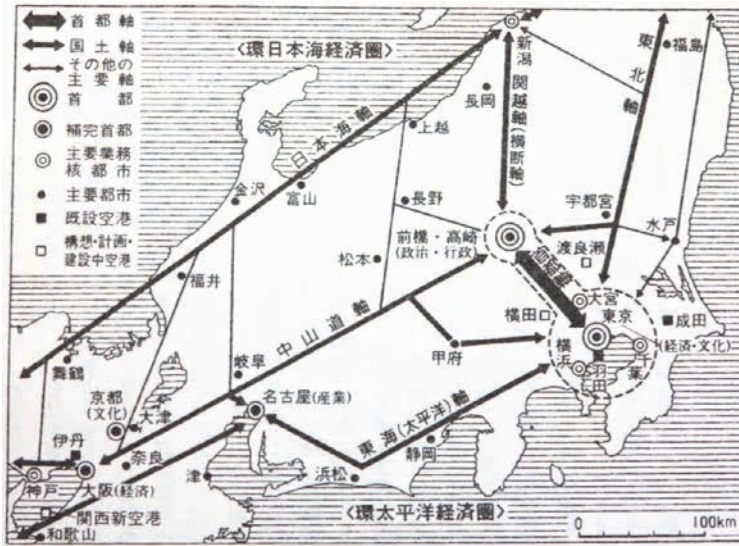 首都軸
国土軸
その他の
主要軸
首都
補完首都
主要業務
核都市
主要都市
既設空港
構想・計画・
建設中空港
〈環日本海経済圏〉
新潟
東北軸
福島
長岡
関越軸(横断軸)
上越
日本海軸
金沢
富山
長野
宇都宮
水戸
前橋・高崎
(政治・行政)
渡良瀬
松本
福井
首都軸
大宮
東京
成田
横田
中山道軸
舞鶴
岐阜
甲府
横浜
羽田
千葉
(経済・文化)
京都
(文化)
大津
名古屋(産業)
伊丹
奈良
東海(太平洋)軸
静岡
神戸
大阪(経済)
津
浜松
関西新空港
和歌山
〈環太平洋経済圏〉
0 100km